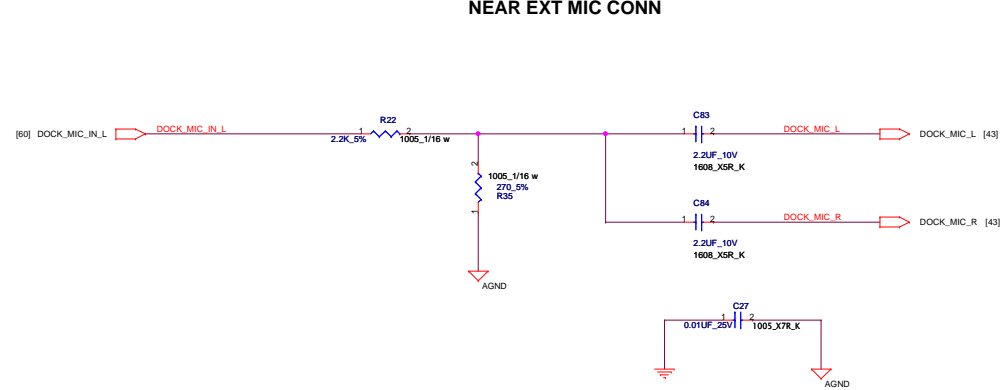 NEAR EXT MIC CONN
[60] DOCK_MIC_IN_L
DOCK_MIC_IN_L
R22
1 2
2.2K_5% 1005_1/16 w
2
1005_1/16 w
270_5%
R35
1
AGND
C83
1 2
2.2UF_10V
1608_X5R_K
DOCK_MIC_L
DOCK_MIC_L [43]
C84
1 2
2.2UF_10V
1608_X5R_K
DOCK_MIC_R
DOCK_MIC_R [43]
C27
1 2
0.01UF_25V 1005_X7R_K
AGND